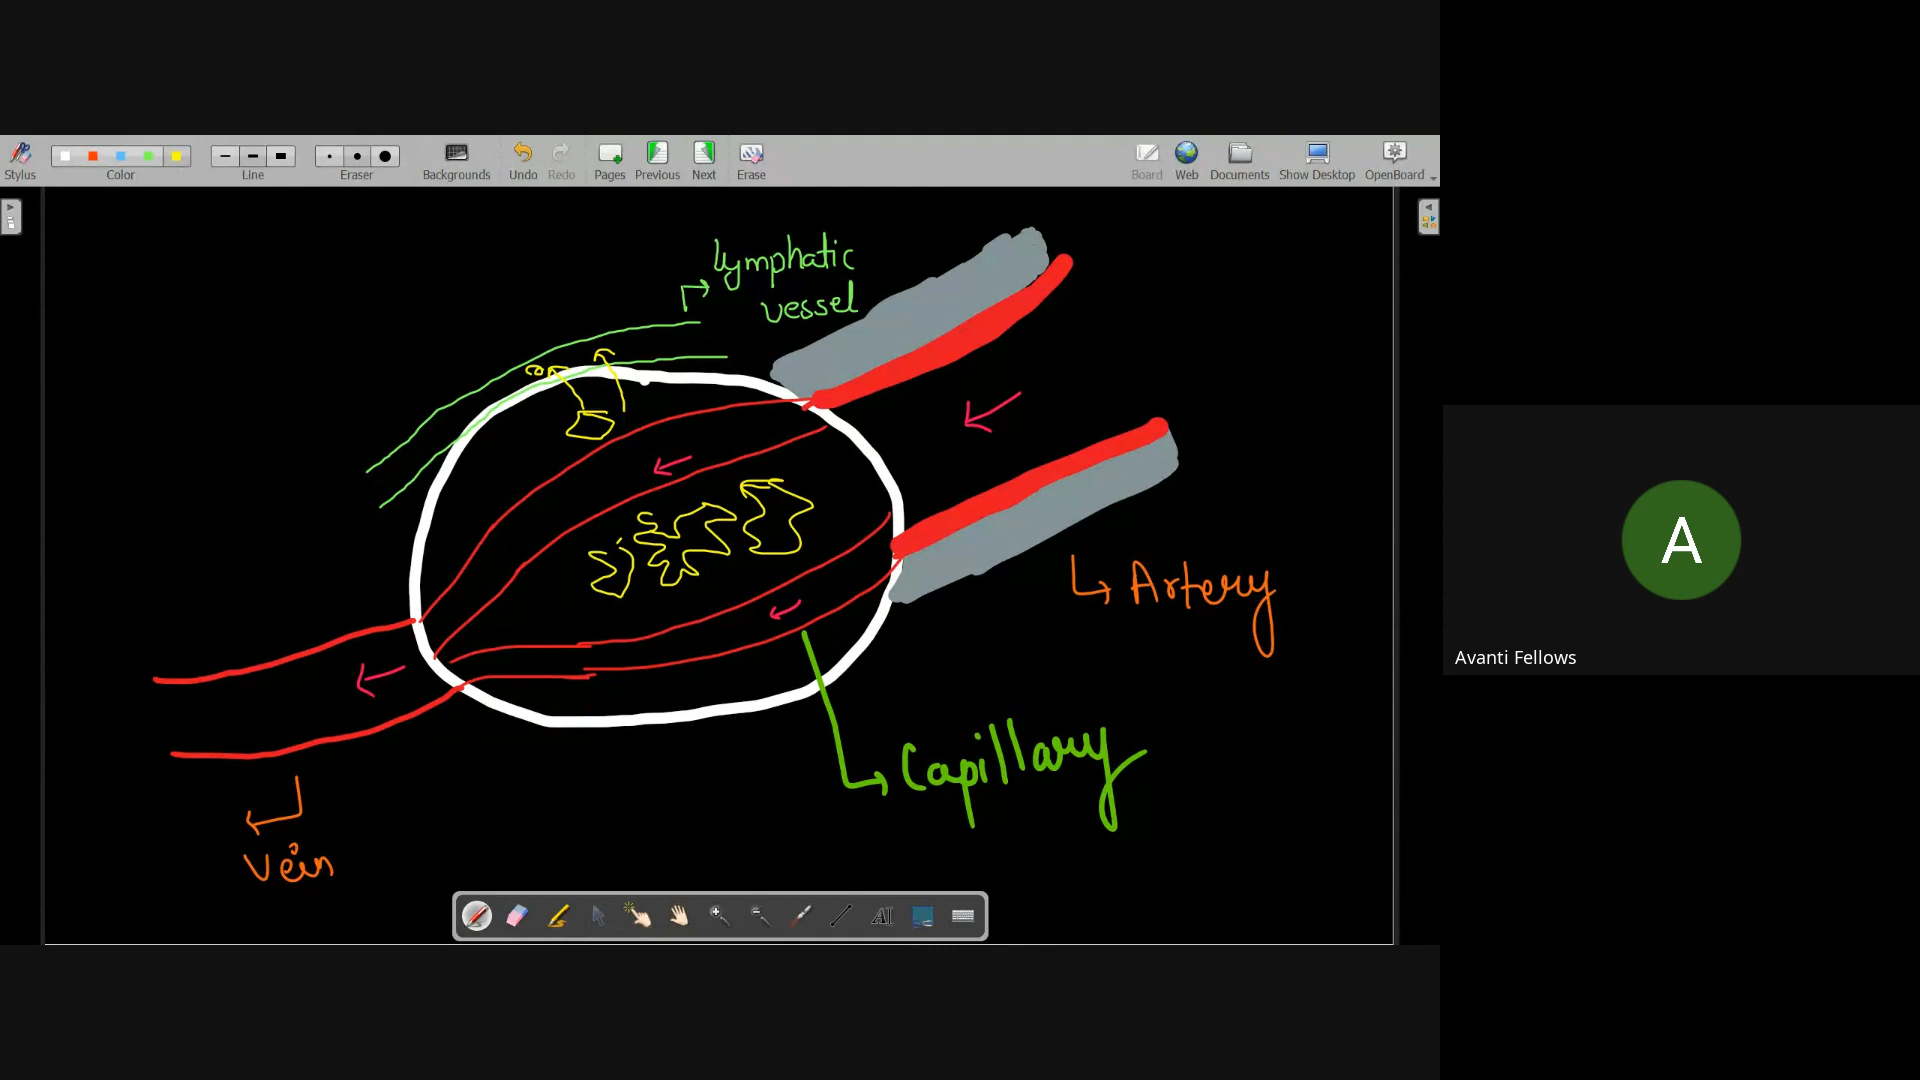 Stylus
Color
Line
Eraser
Backgrounds
Undo
Redo
Pages
Previous
Next
Erase
Board
Web
Documents
Show Desktop
OpenBoard
Lymphatic
vessel
Artery
Capillary
Vein
A
Avanti Fellows